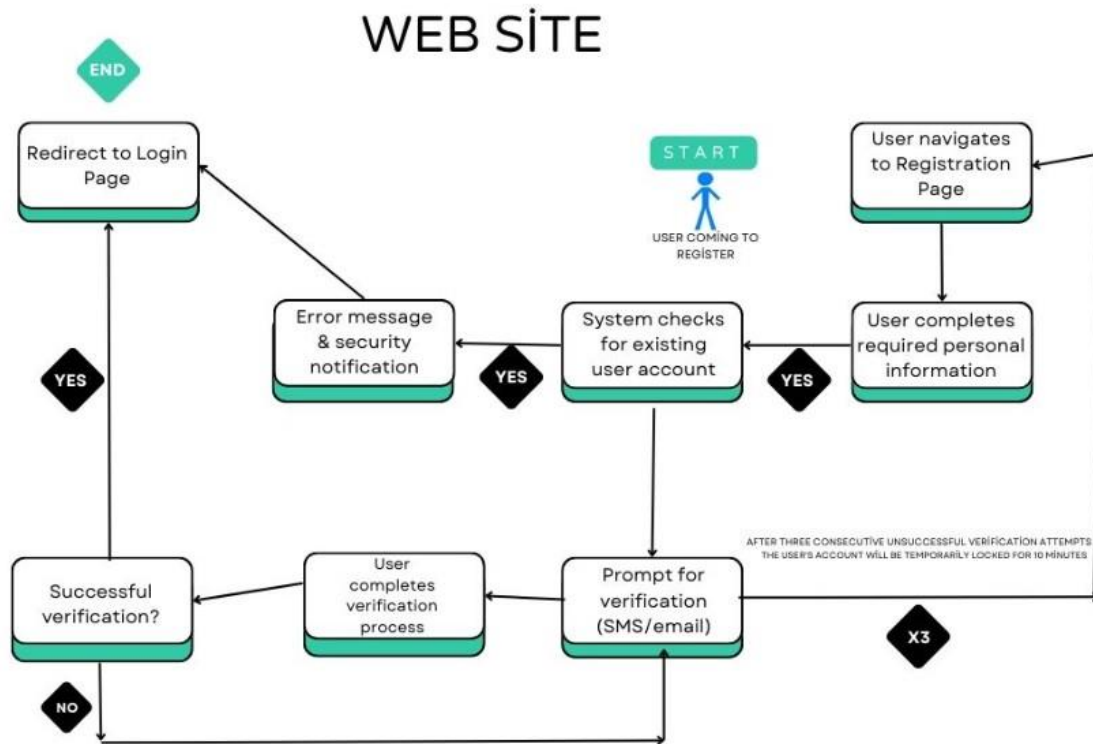 WEB SİTE
END
Redirect to Login
Page
START
USER COMİNG TO
REGİSTER
User navigates
to Registration
Page
Error message
& security
notification
YES
System checks
for existing
user account
YES
User completes
required personal
information
YES
AFTER THREE CONSECUTIVE UNSUCCESSFUL VERİFİCATİON ATTEMPTS
THE USER'S ACCOUNT WİLL BE TEMPORARİLY LOCKED FOR 10 MİNUTES
Successful
verification?
User
completes
verification
process
Prompt for
verification
(SMS/email)
X3
NO